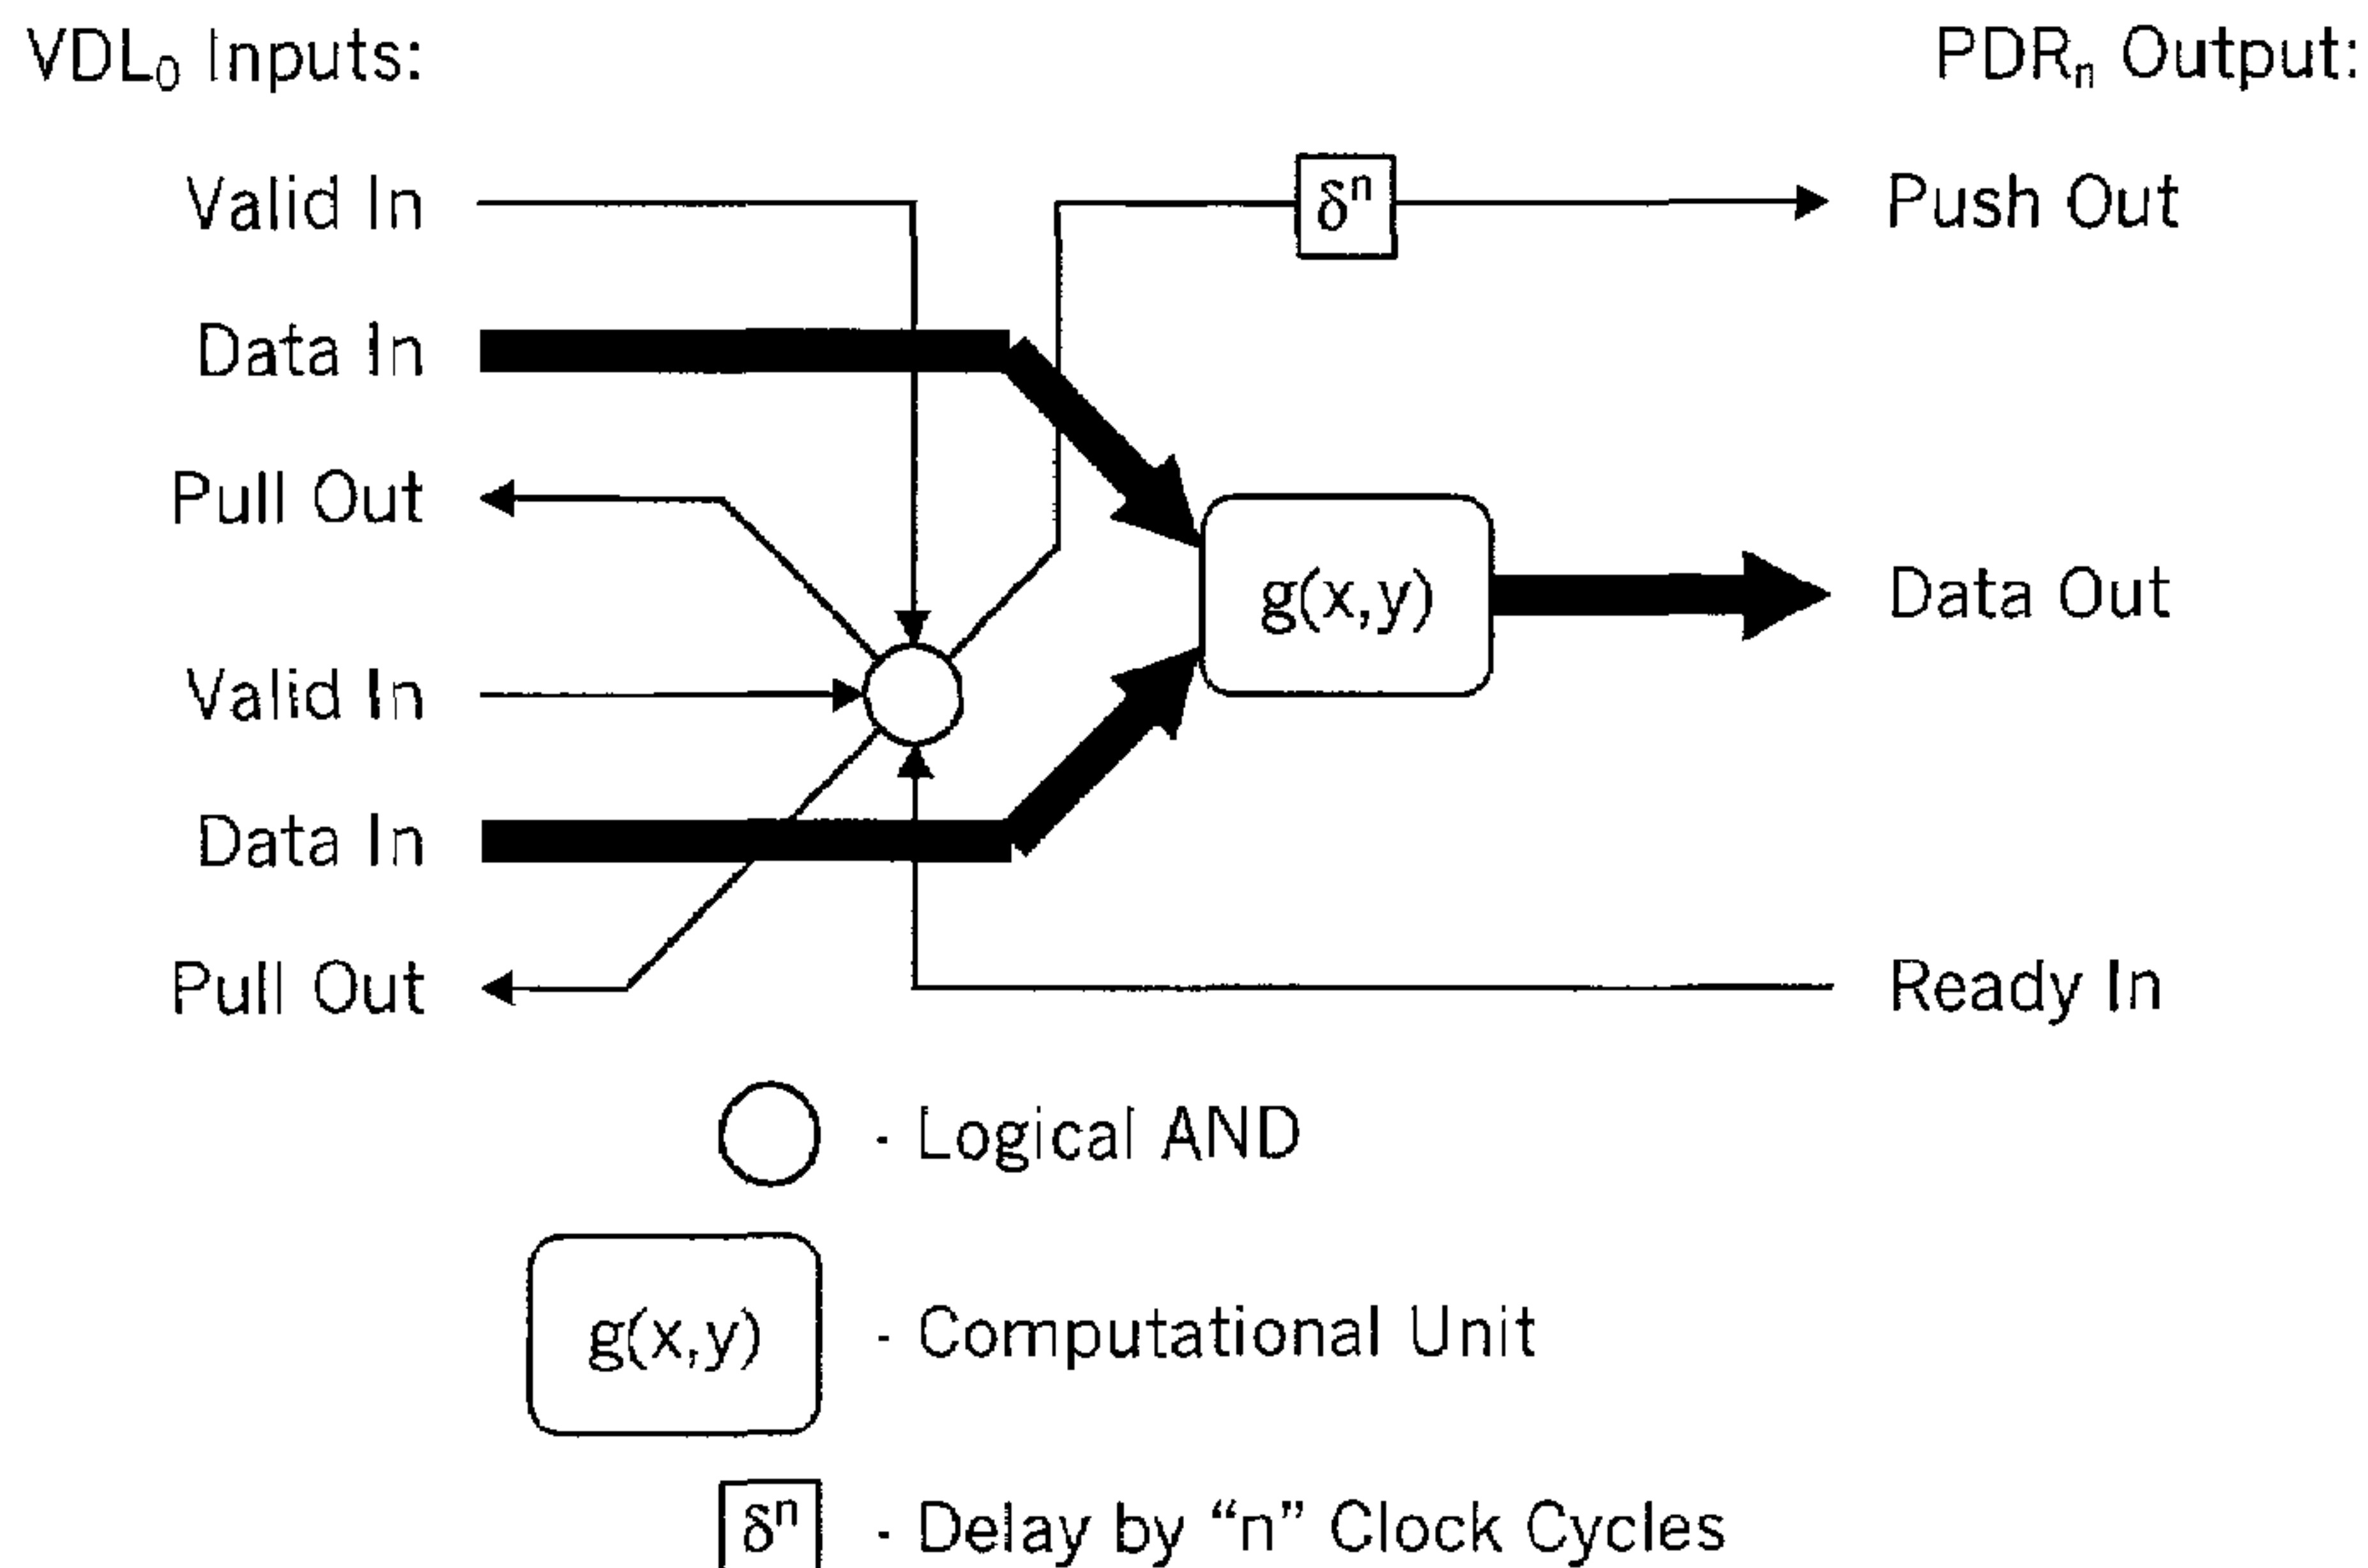 VDL₀ Inputs:
PDRₙ Output:
Valid In
Push Out
Data In
Pull Out
g(x,y)
Data Out
Valid In
Data In
Pull Out
Ready In
δⁿ
- Logical AND
g(x,y)
- Computational Unit
δⁿ
- Delay by “n” Clock Cycles